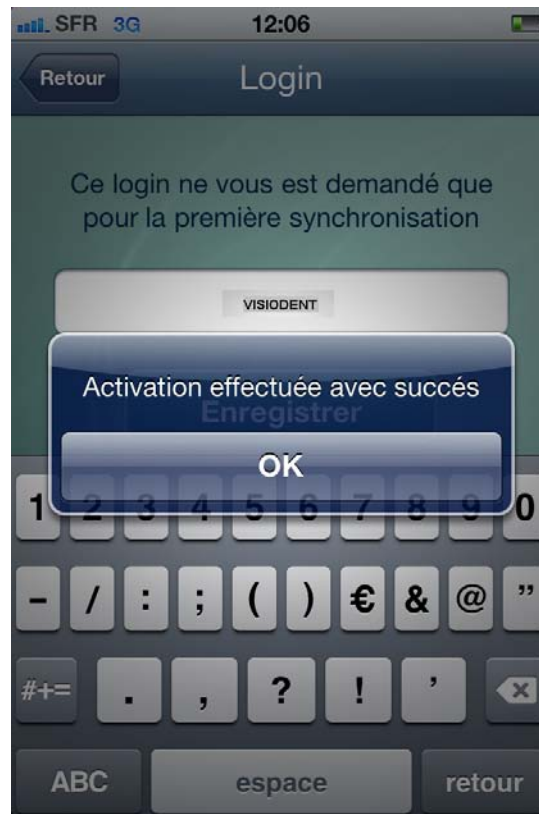 SFR 3G 12:06
Retour Login
Ce login ne vous est demandé que
pour la première synchronisation
VISIODENT
Activation effectuée avec succés
Enregistrer
OK
1 2 3 4 5 6 7 8 9 0
- / : ; ( ) € & @ ”
#+= . , ? ! ’
ABC espace retour